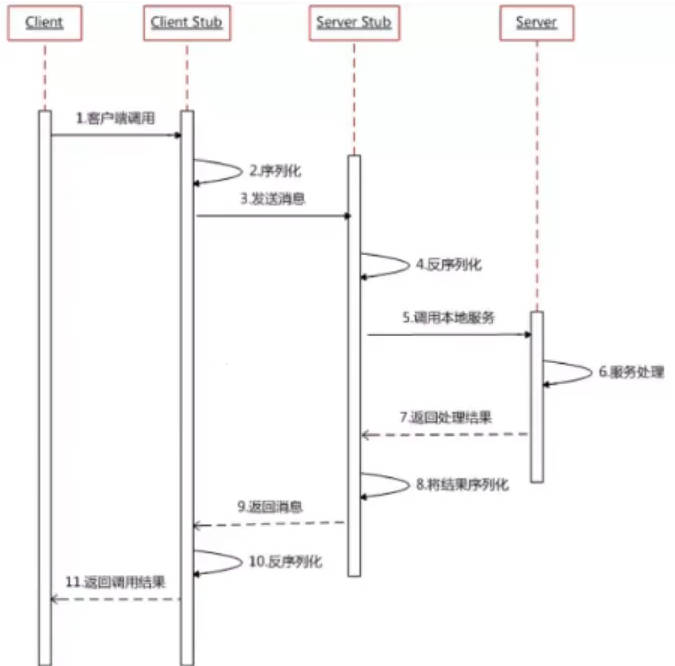 Client
Client Stub
Server Stub
Server
1.客户端调用
2.序列化
3.发送消息
4.反序列化
5.调用本地服务
6.服务处理
7.返回处理结果
8.将结果序列化
9.返回消息
10.反序列化
11.返回调用结果